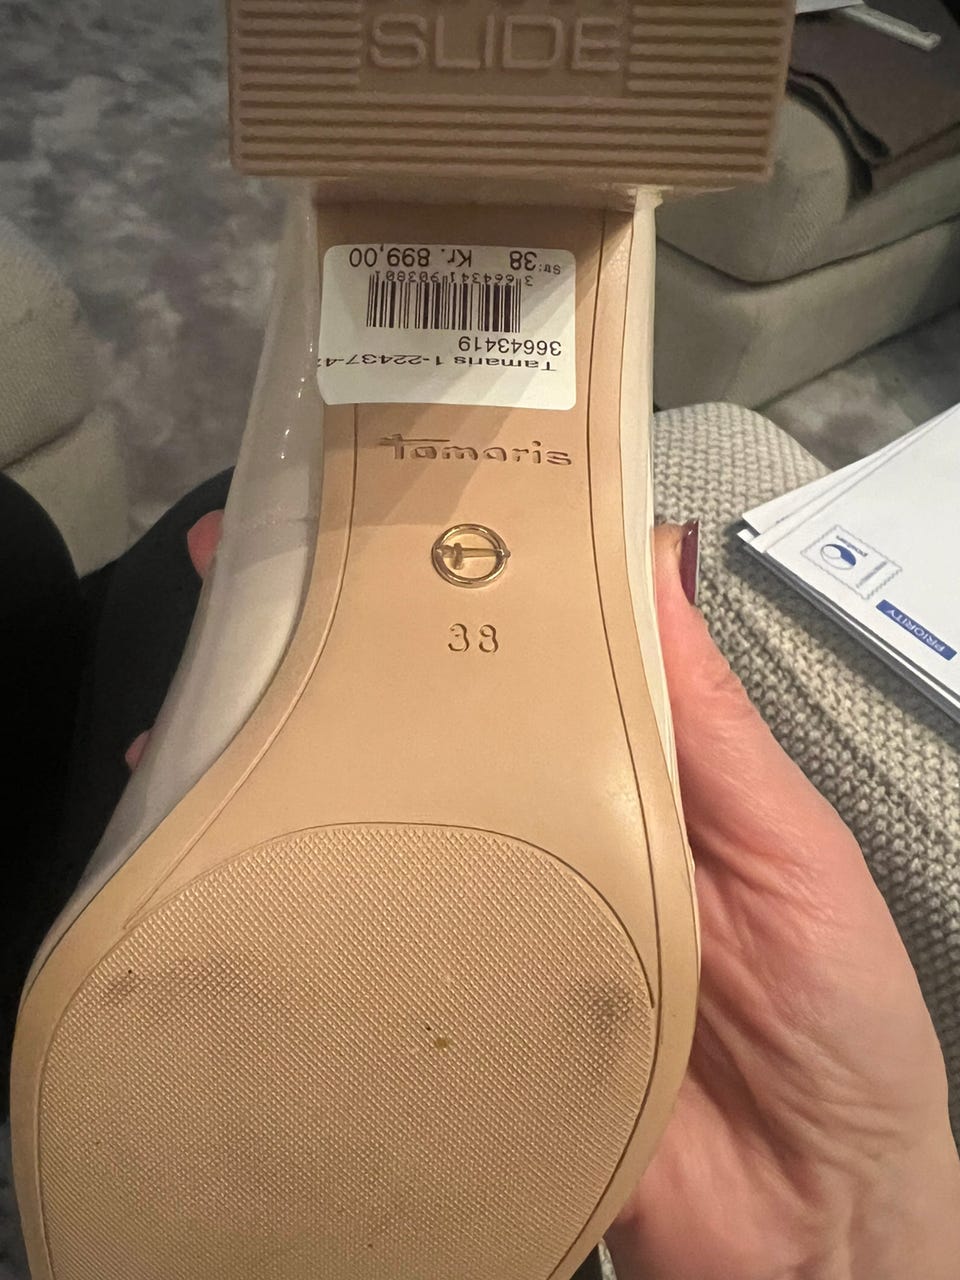 SLIDE
Tamaris 1-22437-4
36643419
3664341903801
Str: 38 Kr. 899,00
Tamaris
38
PRIORITY